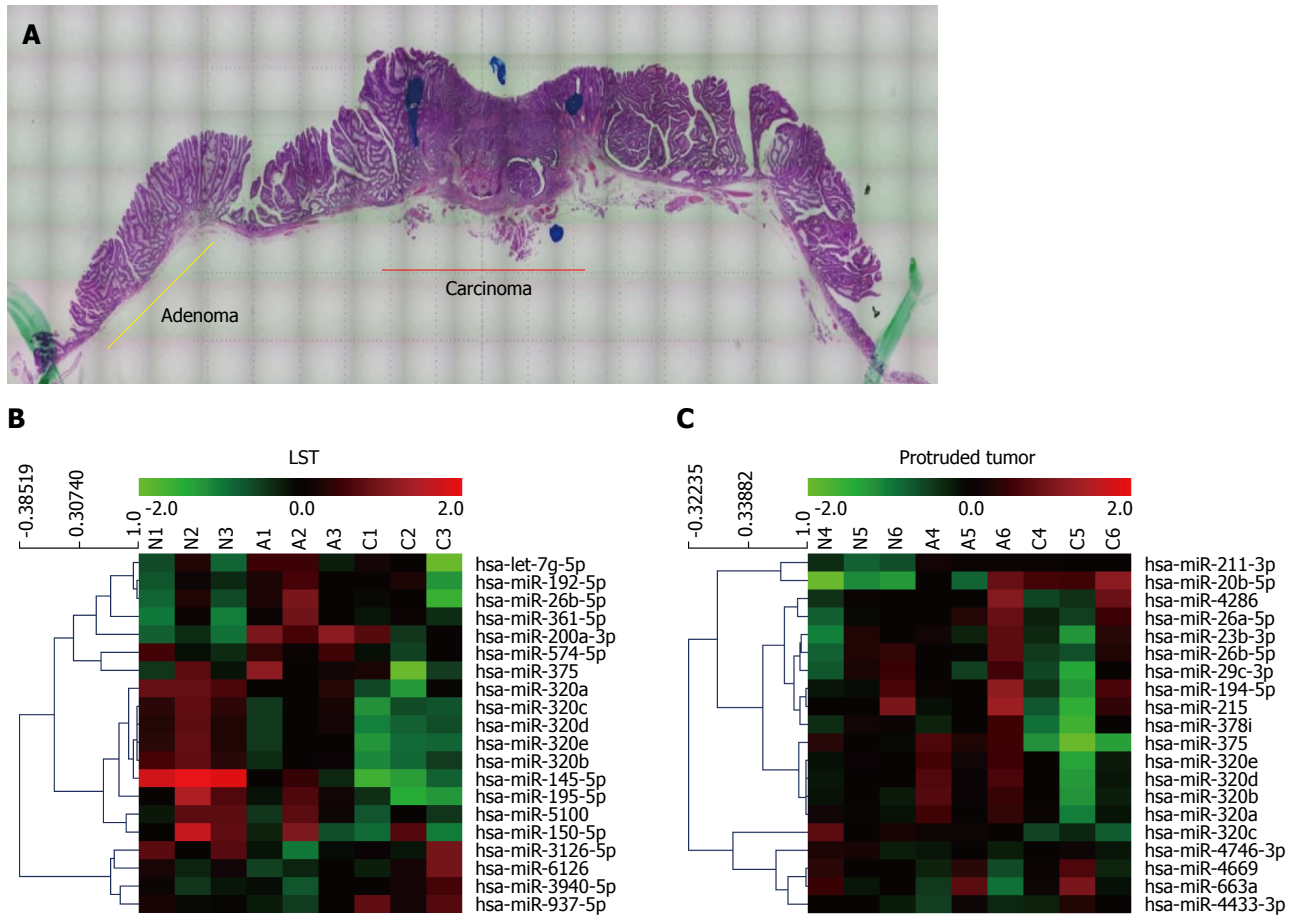 A
Adenoma
Carcinoma
B
LST
-0.38519
0.30740
1.0
-2.0
0.0
2.0
N1 N2 N3 A1 A2 A3 C1 C2 C3
hsa-let-7g-5p
hsa-miR-192-5p
hsa-miR-26b-5p
hsa-miR-361-5p
hsa-miR-200a-3p
hsa-miR-574-5p
hsa-miR-375
hsa-miR-320a
hsa-miR-320c
hsa-miR-320d
hsa-miR-320e
hsa-miR-320b
hsa-miR-145-5p
hsa-miR-195-5p
hsa-miR-5100
hsa-miR-150-5p
hsa-miR-3126-5p
hsa-miR-6126
hsa-miR-3940-5p
hsa-miR-937-5p
C
Protruded tumor
-0.32235
0.33882
1.0
-2.0
0.0
2.0
N4 N5 N6 A4 A5 A6 C4 C5 C6
hsa-miR-211-3p
hsa-miR-20b-5p
hsa-miR-4286
hsa-miR-26a-5p
hsa-miR-23b-3p
hsa-miR-26b-5p
hsa-miR-29c-3p
hsa-miR-194-5p
hsa-miR-215
hsa-miR-378i
hsa-miR-375
hsa-miR-320e
hsa-miR-320d
hsa-miR-320b
hsa-miR-320a
hsa-miR-320c
hsa-miR-4746-3p
hsa-miR-4669
hsa-miR-663a
hsa-miR-4433-3p